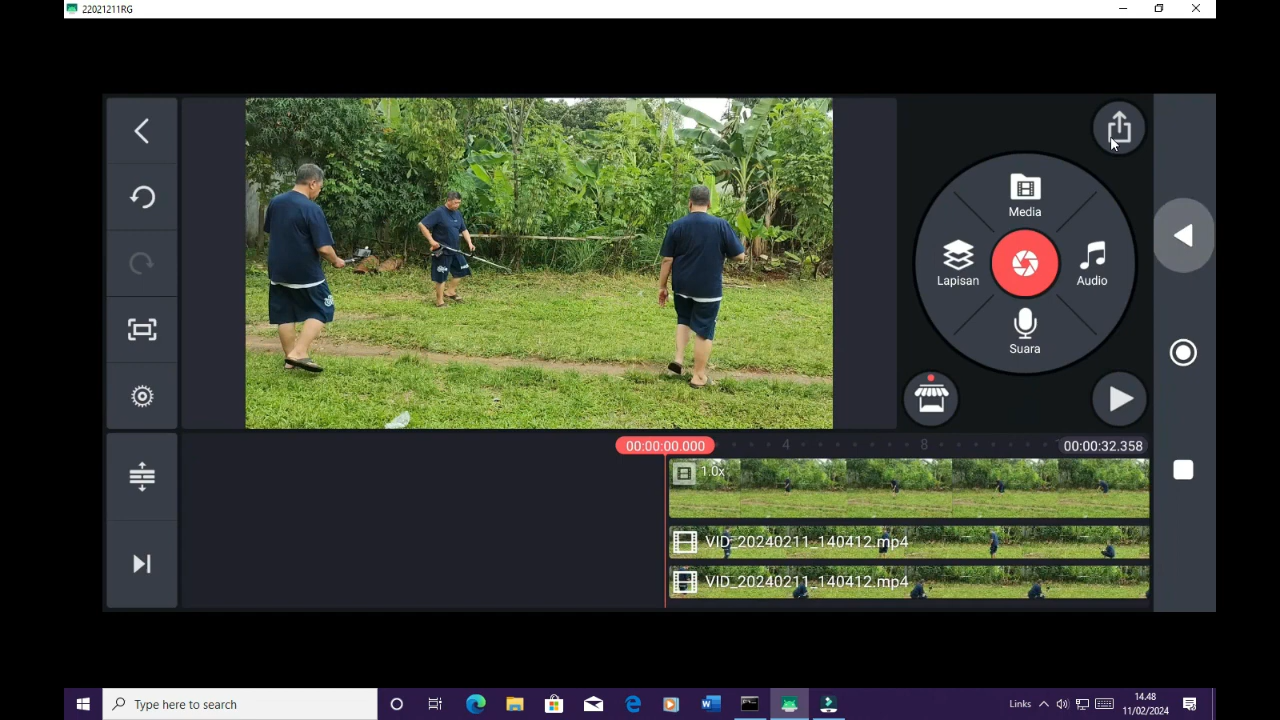 22021211RG
Media
Lapisan
Audio
Suara
00:00:00.000
4
8
00:00:32.358
1.0x
VID_20240211_140412.mp4
VID_20240211_140412.mp4
Type here to search
Links
14.48
11/02/2024